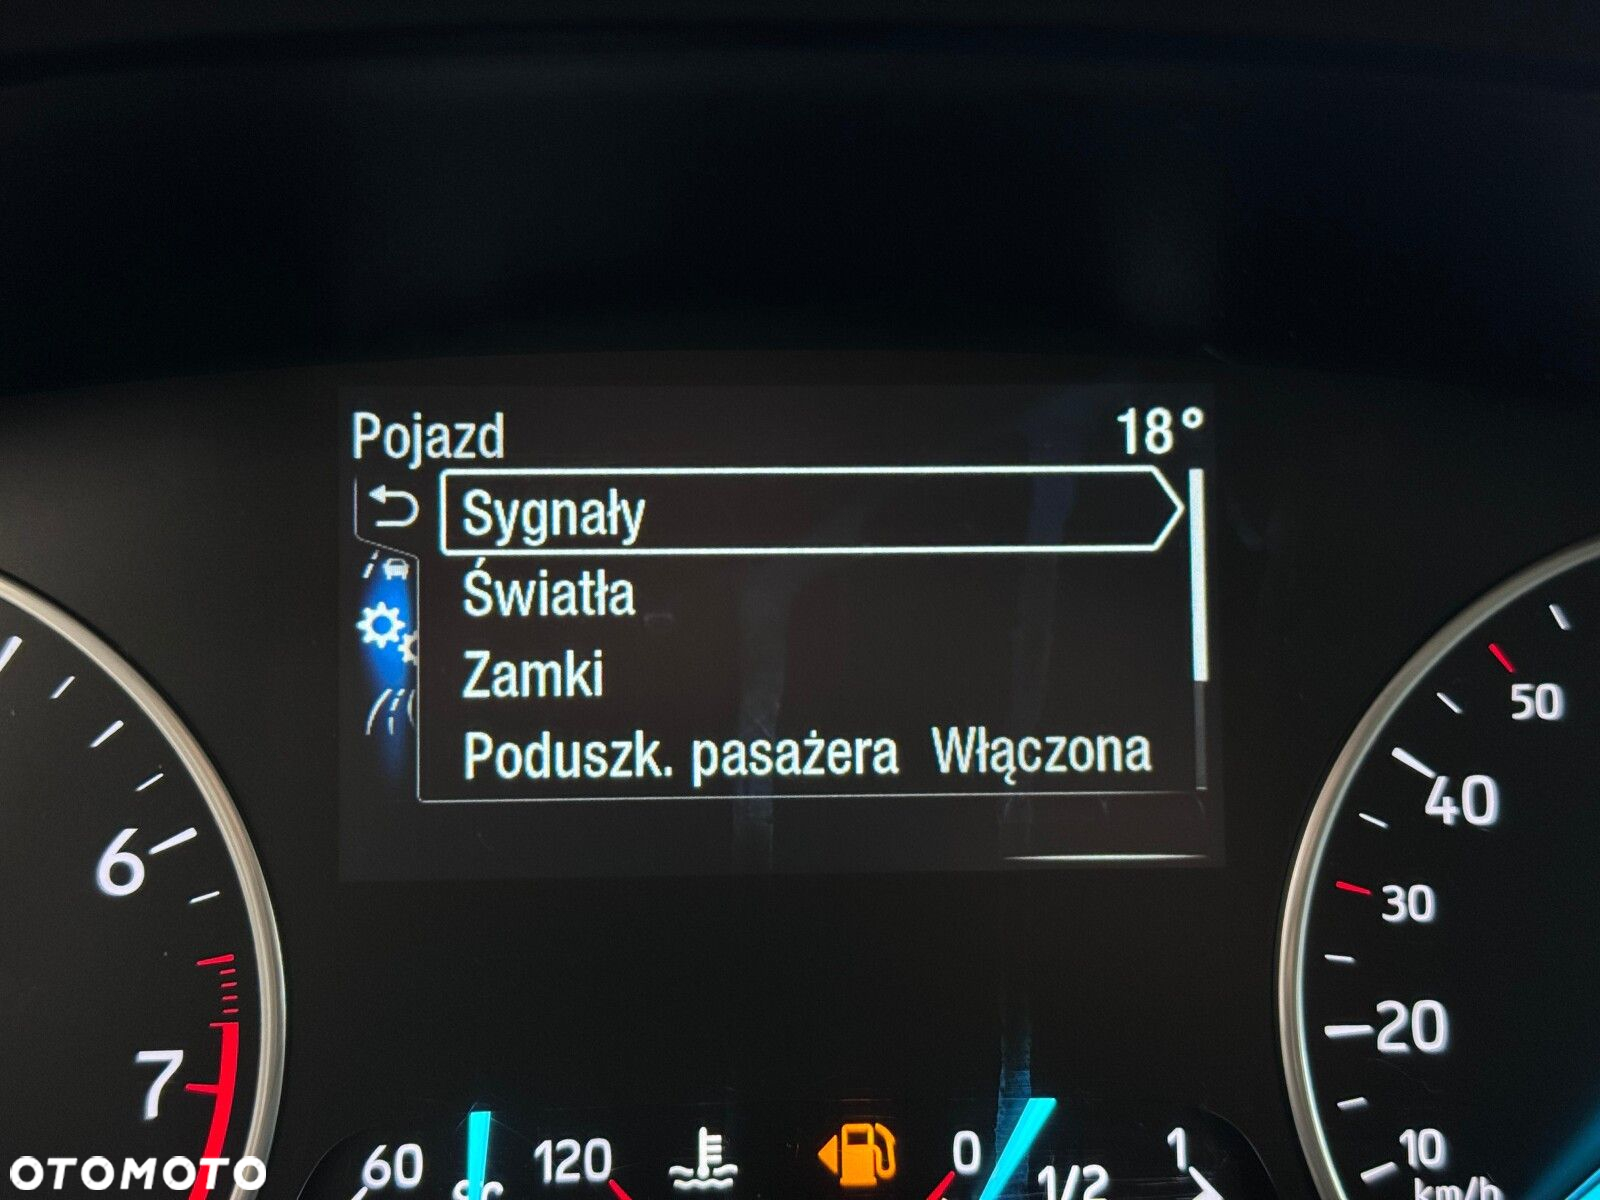 Pojazd 18°
Sygnały
Światła
Zamki
Poduszk. pasażera Włączona
50
40
30
20
10
km/h
6
7
60 120
°C
0 1/2 1
OTOMOTO